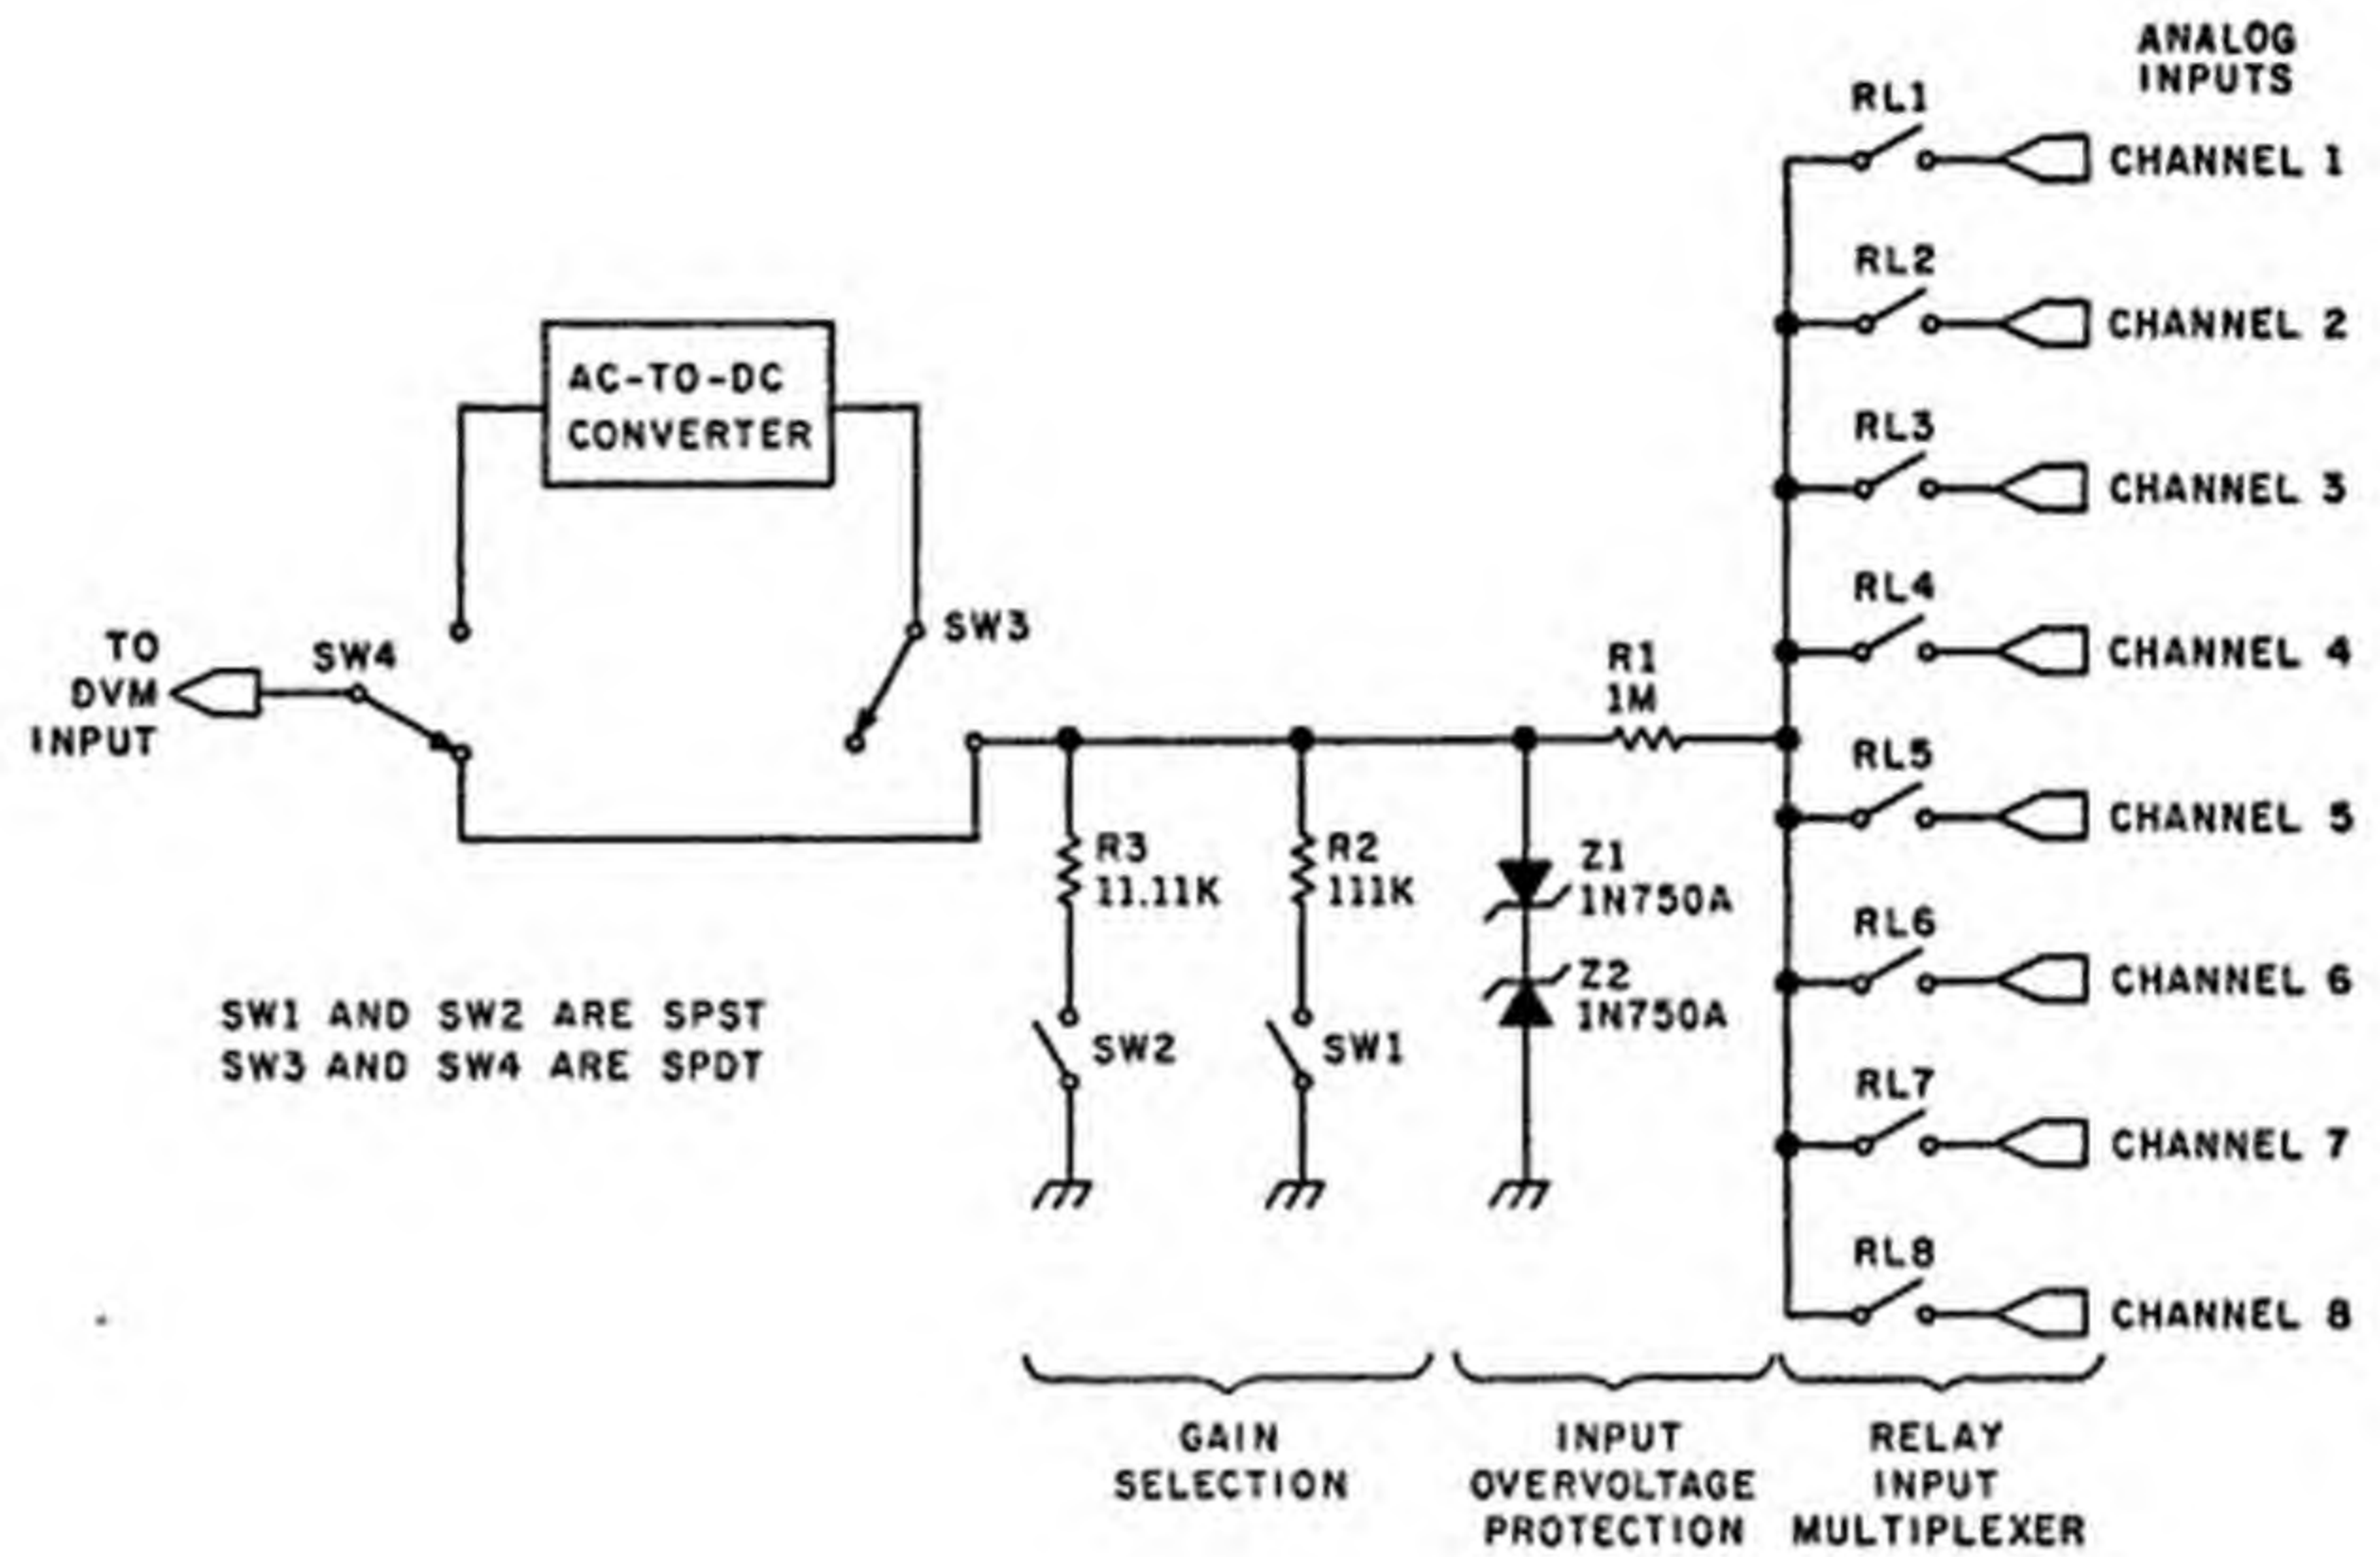 ANALOG
INPUTS
RL1
CHANNEL 1
RL2
CHANNEL 2
RL3
CHANNEL 3
RL4
CHANNEL 4
RL5
CHANNEL 5
RL6
CHANNEL 6
RL7
CHANNEL 7
RL8
CHANNEL 8
AC-TO-DC
CONVERTER
SW3
SW4
TO
DVM
INPUT
R1
1M
R3
11.11K
R2
111K
Z1
1N750A
Z2
1N750A
SW2
SW1
SW1 AND SW2 ARE SPST
SW3 AND SW4 ARE SPDT
GAIN
SELECTION
INPUT
OVERVOLTAGE
PROTECTION
RELAY
INPUT
MULTIPLEXER